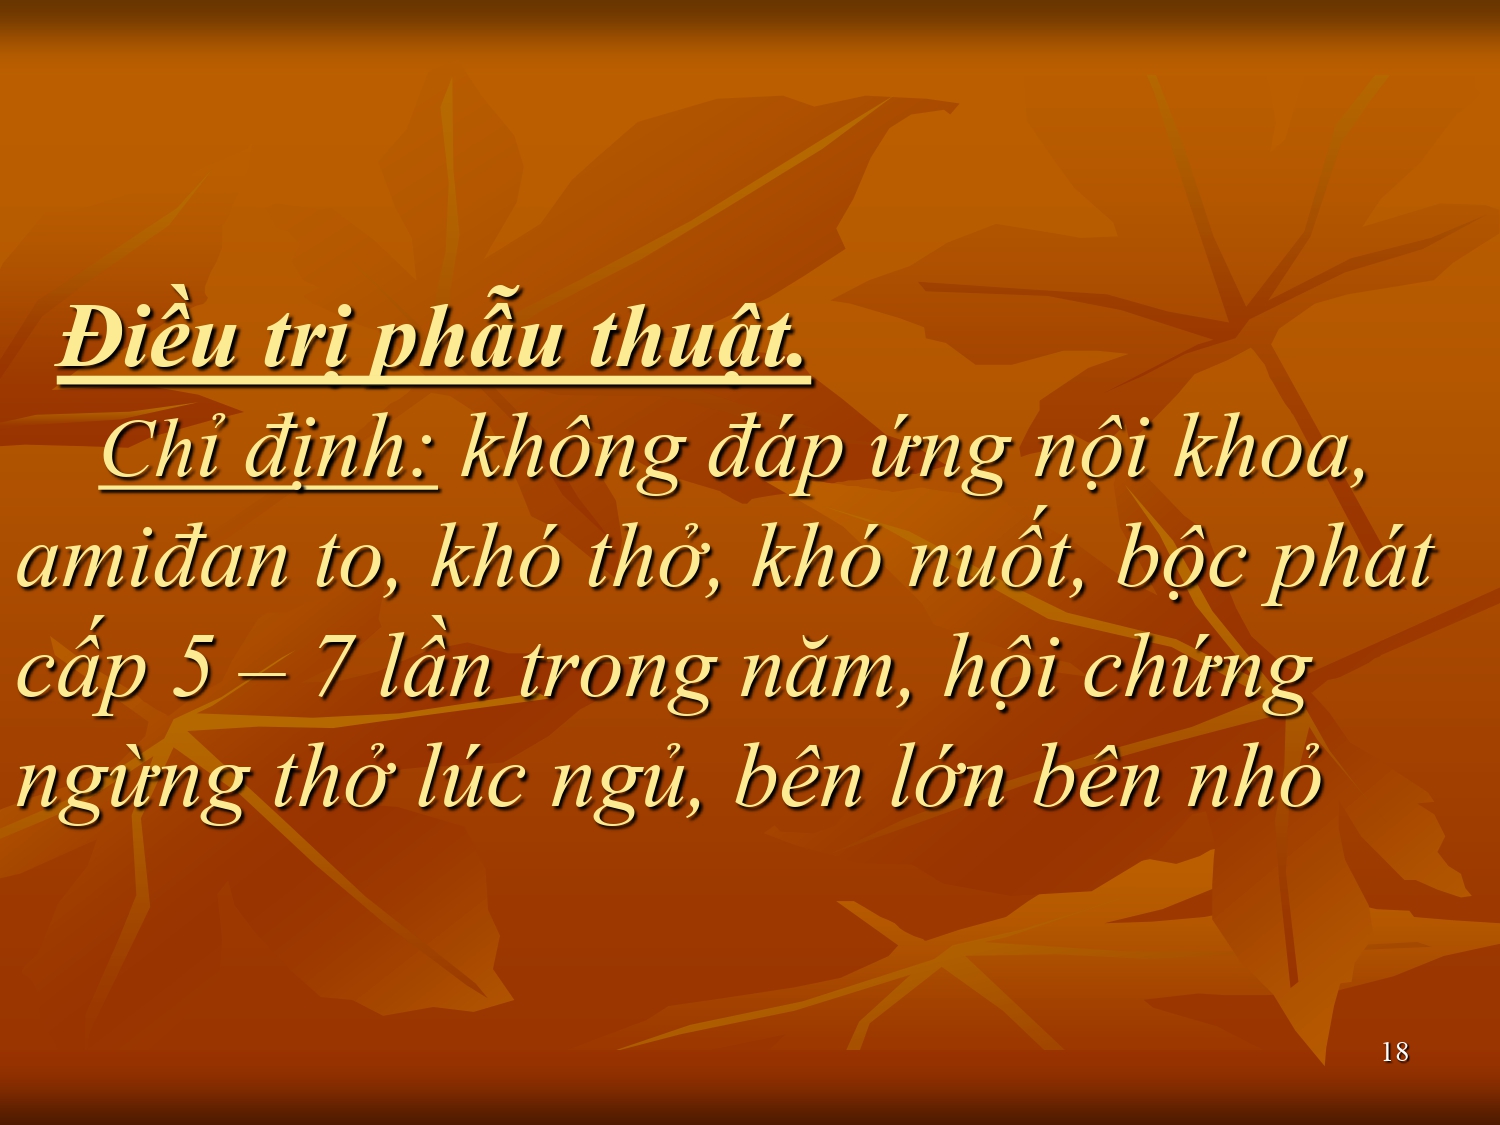 Điều trị phẫu thuật.
Chỉ định: không đáp ứng nội khoa,
amiđan to, khó thở, khó nuốt, bộc phát
cấp 5 – 7 lần trong năm, hội chứng
ngừng thở lúc ngủ, bên lớn bên nhỏ
18